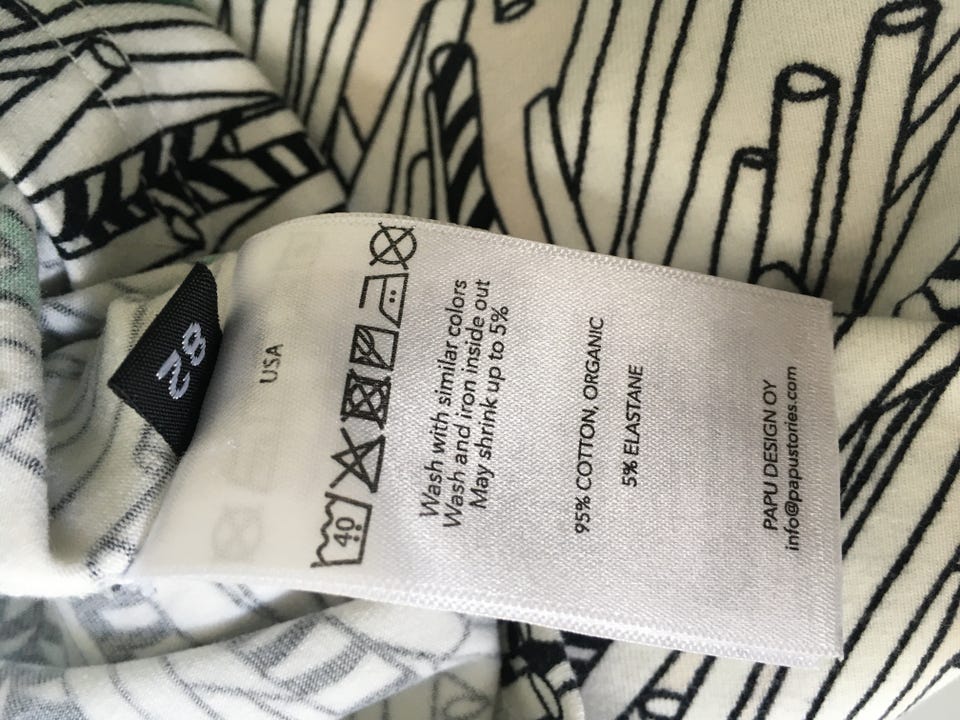 28
USA
40
Wash with similar colors
Wash and iron inside out
May shrink up to 5%
95% COTTON, ORGANIC
5% ELASTANE
PAPU DESIGN OY
info@papustories.com